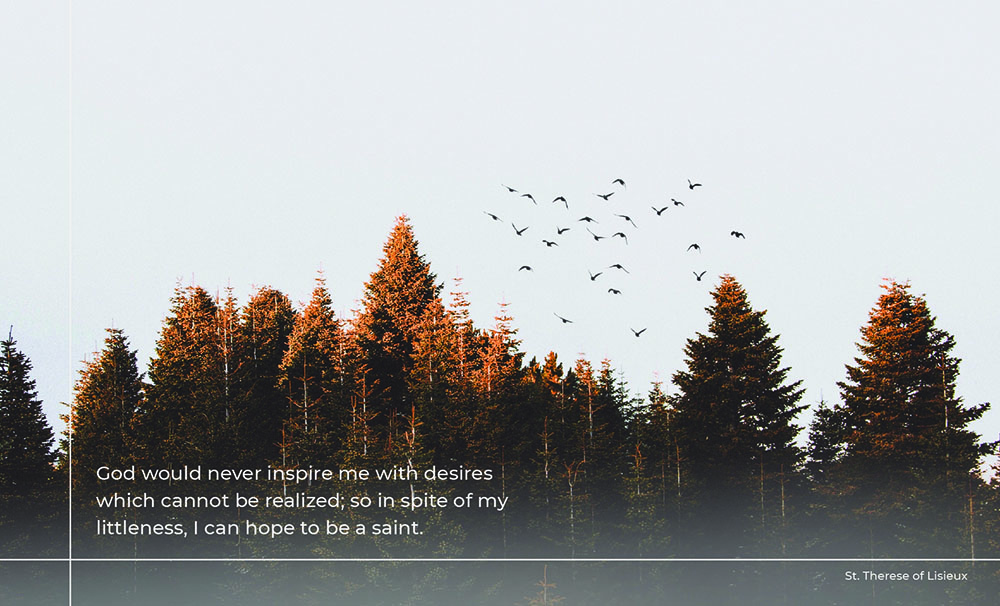 God would never inspire me with desires
which cannot be realized; so in spite of my
littleness, I can hope to be a saint.
St. Therese of Lisieux